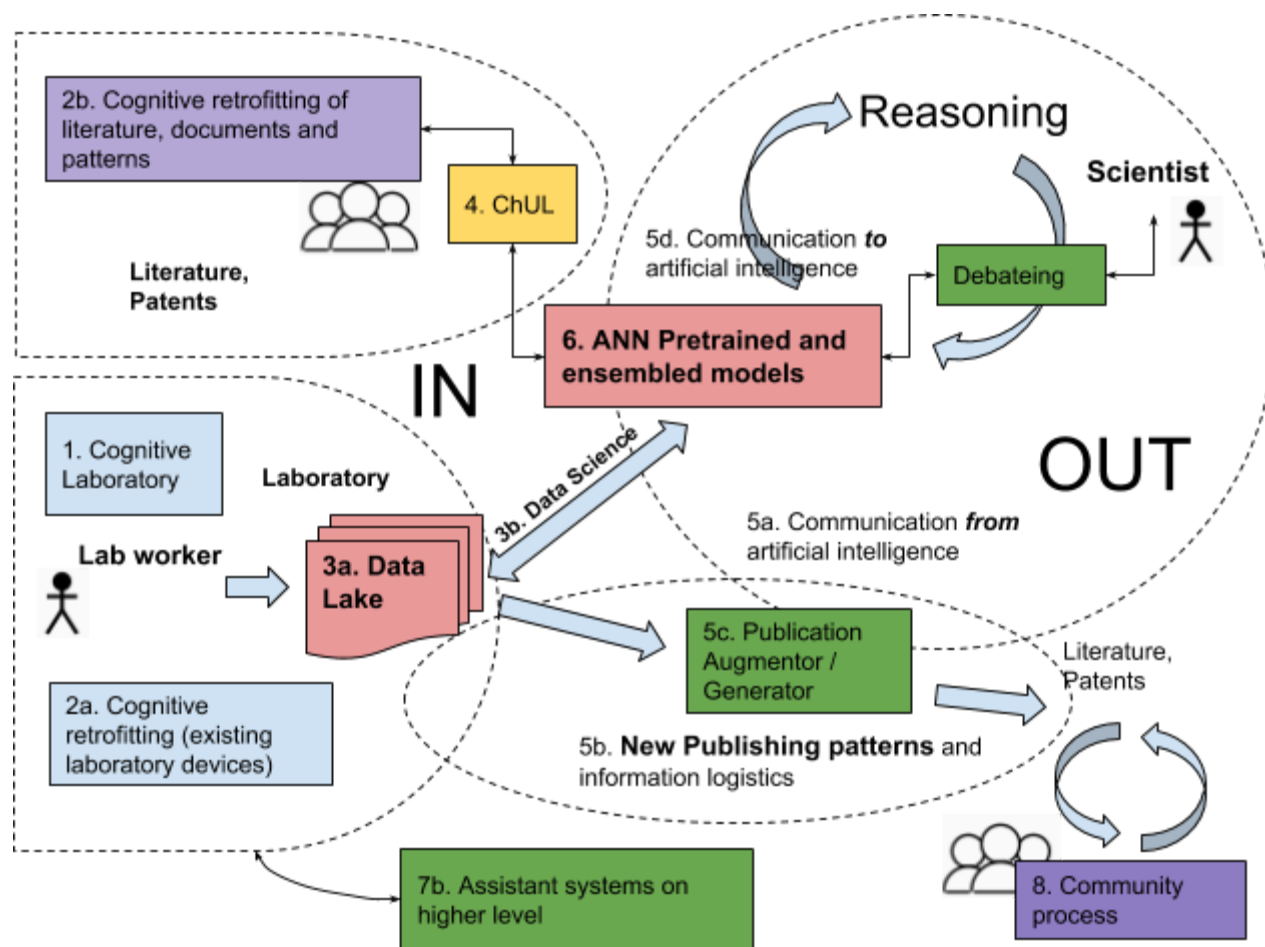 2b. Cognitive retrofitting of
literature, documents and
patterns
4. ChUL
Literature,
Patents
Reasoning
Scientist
5d. Communication to
artificial intelligence
Debateing
6. ANN Pretrained and
ensembled models
IN
OUT
1. Cognitive
Laboratory
Laboratory
3b. Data Science
Lab worker
3a. Data
Lake
5a. Communication from
artificial intelligence
2a. Cognitive
retrofitting (existing
laboratory devices)
5c. Publication
Augmentor /
Generator
Literature,
Patents
5b. New Publishing patterns and
information logistics
7b. Assistant systems on
higher level
8. Community
process